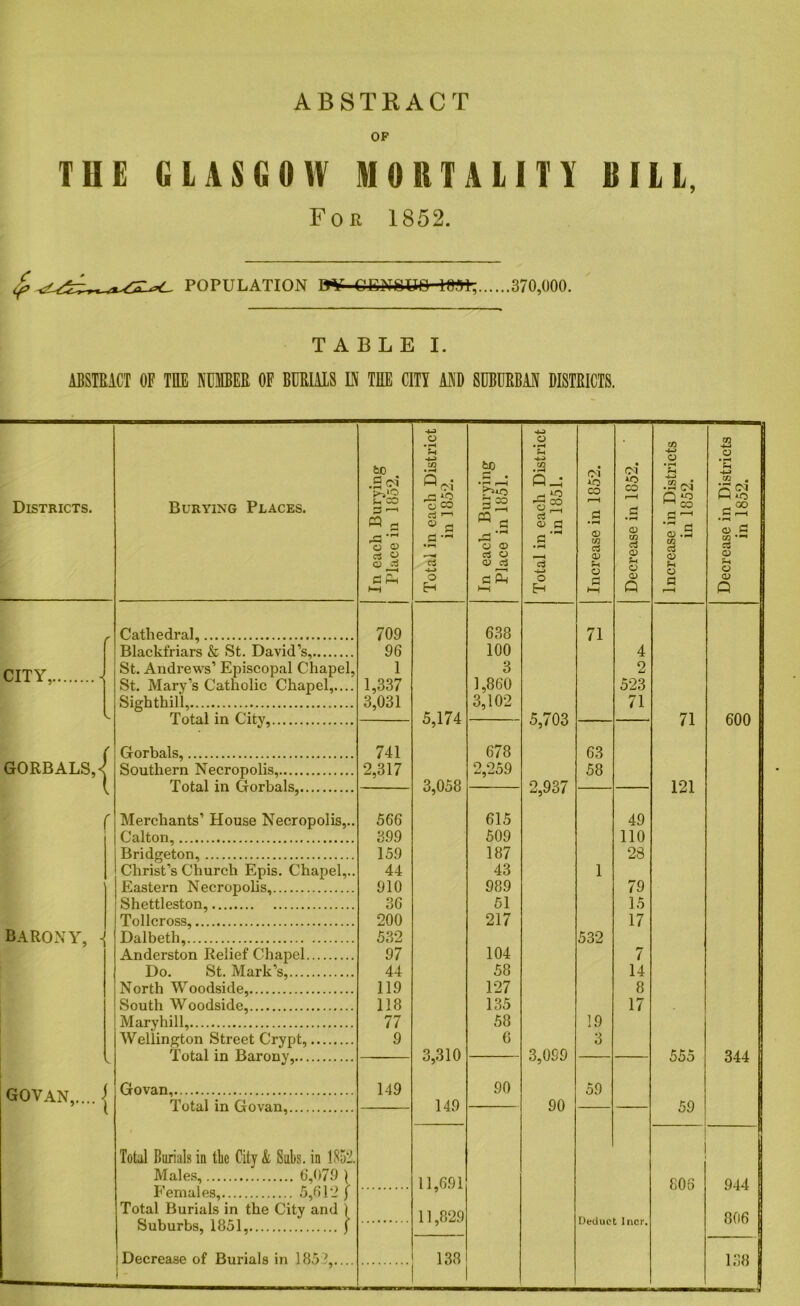 ABSTRACT
OF
THE GLASGOW MORTALITY BILL,
FOR 1852.
POPULATION BY CENSUS 1851,......370,000.
TABLE I.
ABSTRACT OF THE NUMBER OF BURIALS IN THE CITY AND SUBURBAN DISTRICTS.
Districts. Burying Places. In each Burying Place in 1852. Total in each District in 1852. In each Burying Place in 1851. Total in each District in 1851. Increase in 1852. Decrease in 1852. Increase in Districts in 1852. Decrease in Districts in 1852.
CITY,........
Cathedral,........ 709 638 71
Blackfriars & St. David's,........ 96 100 4
St. Andrews' Episcopal Chapel, 1 3 2
St. Mary's Catholic Chapel,.... 1,337 1,860 523
Sighthill,........ 3,031 3,102 71
Total in City,........ 5,174 5,703 71 600
GORBALS,
Gorbals,........ 741 678 63
Southern Necropolis,........ 2,317 2,259 58
Total in Gorbals,........ 3,058 2,937 121
BARONY,
Merchants' House Necropolis,.. 566 615 49
Calton,........ 399 509 110
Bridgeton,........ 159 187 28
Christ's Church Epis. Chapel,.. 44 43 1
Eastern Necropolis,........ 910 989 79
Shettleston,........ 36 51 15
Tollcross,........ 200 217 17
Dalbeth,........ 532 532
Anderston Relief Chapel........ 97 104 7
Do. St. Mark's,........ 44 58 14
North Woodside,........ 119 127 8
South Woodside,........ 118 135 17
Maryhill,........ 77 58 19
Wellington Street Crypt,........ 9 6 3
Total in Barony,........ 3,310 3,099 555 344
GOVAN,....
Govan,........ 149 90 59
Total in Govan,........ 149 90 59
Total Burials in the City & Subs. in 1852.
Males,........ 6,079
Females,........ 5,612 ........ 11,691 806 944
Total Burials in the City and
Suburbs, 1851,........ ........ 11,829 Deduct Incr. 806
Decrease of Burials in 1852,.... ........ 138 138